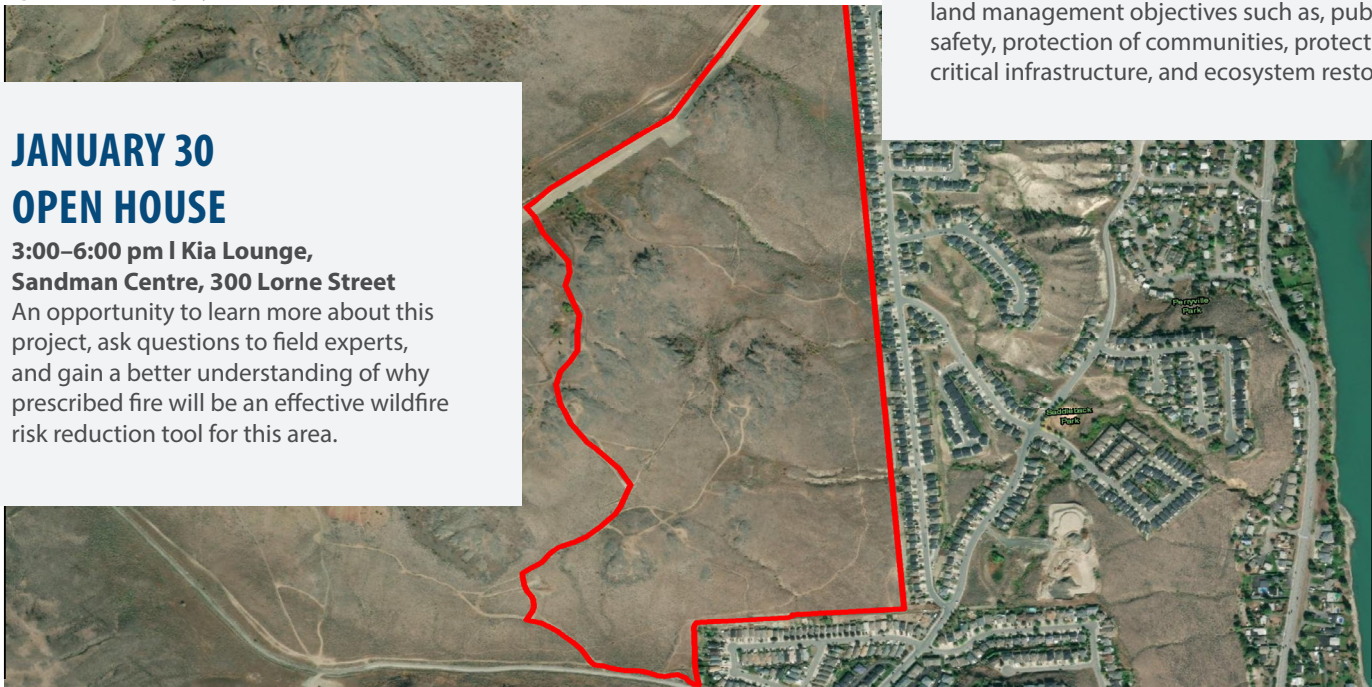 JANUARY 30
OPEN HOUSE
3:00–6:00 pm l Kia Lounge,
Sandman Centre, 300 Lorne Street
An opportunity to learn more about this
project, ask questions to field experts,
and gain a better understanding of why
prescribed fire will be an effective wildfire
risk reduction tool for this area.
land management objectives such as, pub
safety, protection of communities, protect
critical infrastructure, and ecosystem resto
Perryville
Park
Saddleback
Park